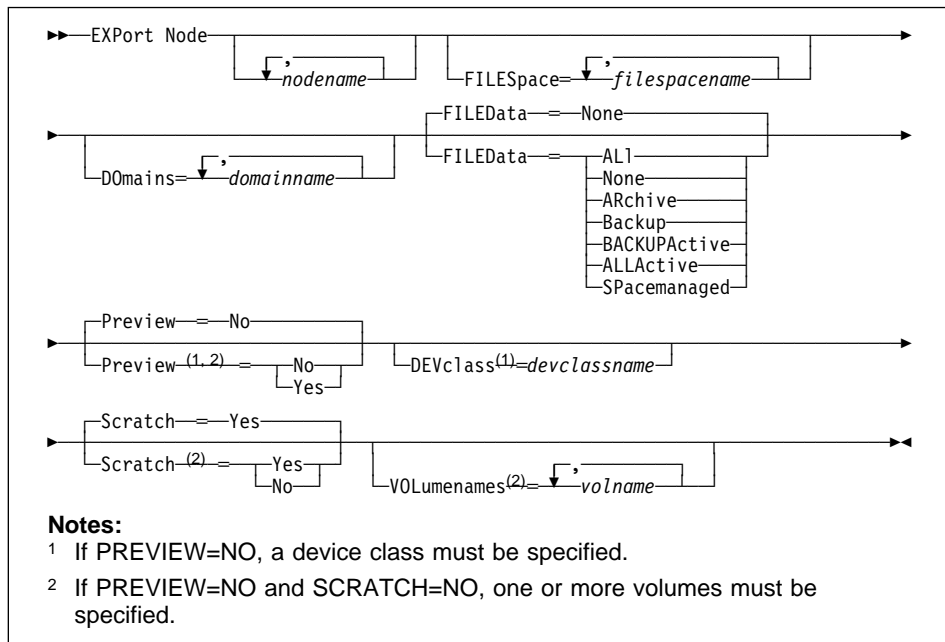 EXPort Node
,
nodename
,
FILESpace= filespacename
FILEData = None
,
DOmains= domainname
FILEData = ALl
None
ARchive
Backup
BACKUPActive
ALLActive
SPacemanaged
Preview = No
Preview (1, 2) = No
Yes
DEVclass(1)=devclassname
Scratch = Yes
Scratch (2) = Yes
No
,
VOLumenames(2)= volname
Notes:
1 If PREVIEW=NO, a device class must be specified.
2 If PREVIEW=NO and SCRATCH=NO, one or more volumes must be
specified.